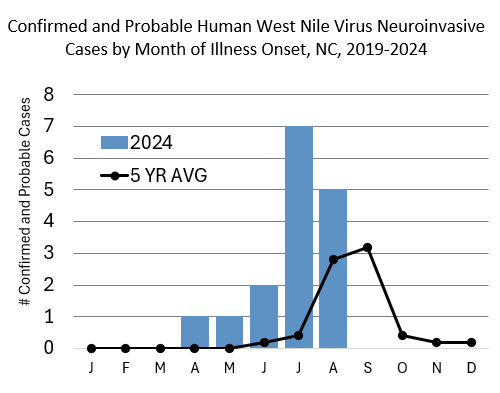 Confirmed and Probable Human West Nile Virus Neuroinvasive
Cases by Month of Illness Onset, NC, 2019-2024
# Confirmed and Probable Cases
8
7
6
5
4
3
2
1
0
2024
5 YR AVG
J F M A M J J A S O N D